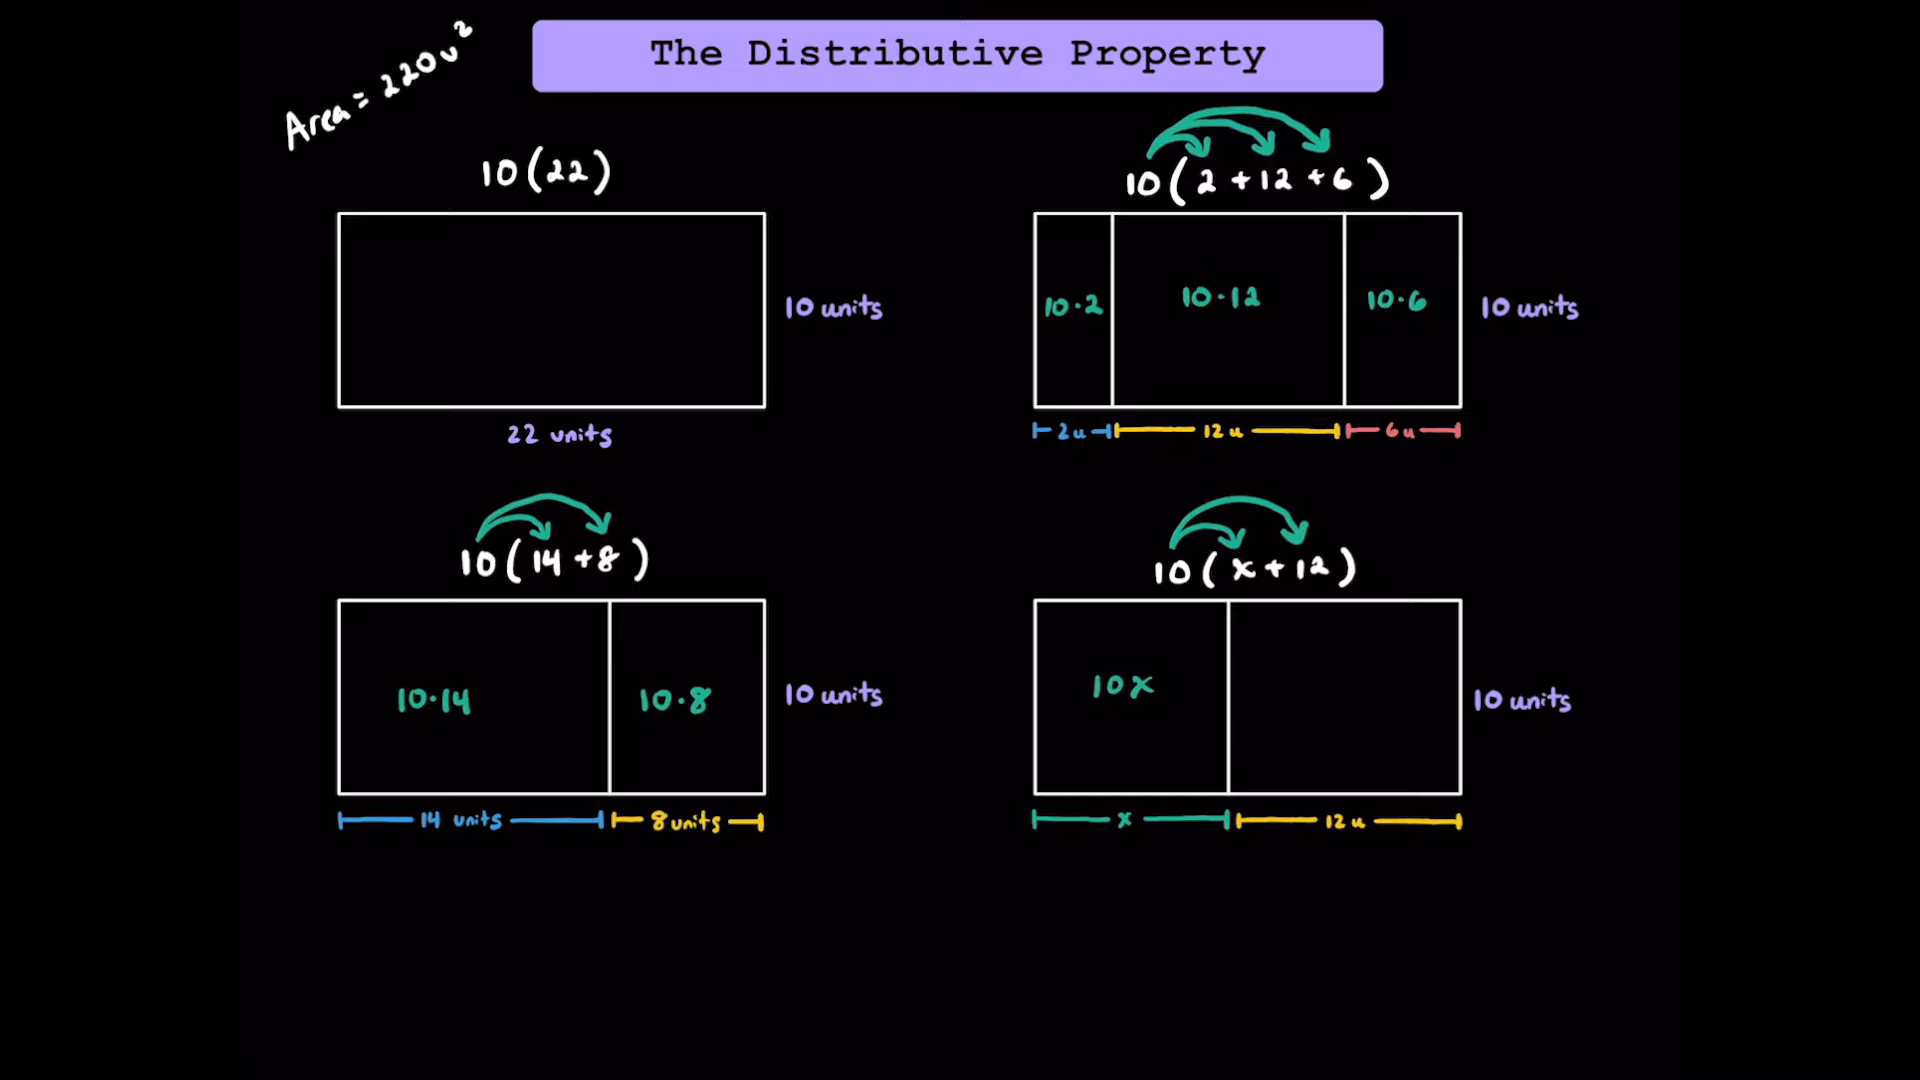 The Distributive Property
Area = 220u²
10(22)
10 units
22 units
10(2 + 12 + 6)
10·2
10·12
10·6
10 units
2u
12u
6u
10(14 + 8)
10·14
10·8
10 units
14 units
8 units
10(x + 12)
10x
10 units
x
12u